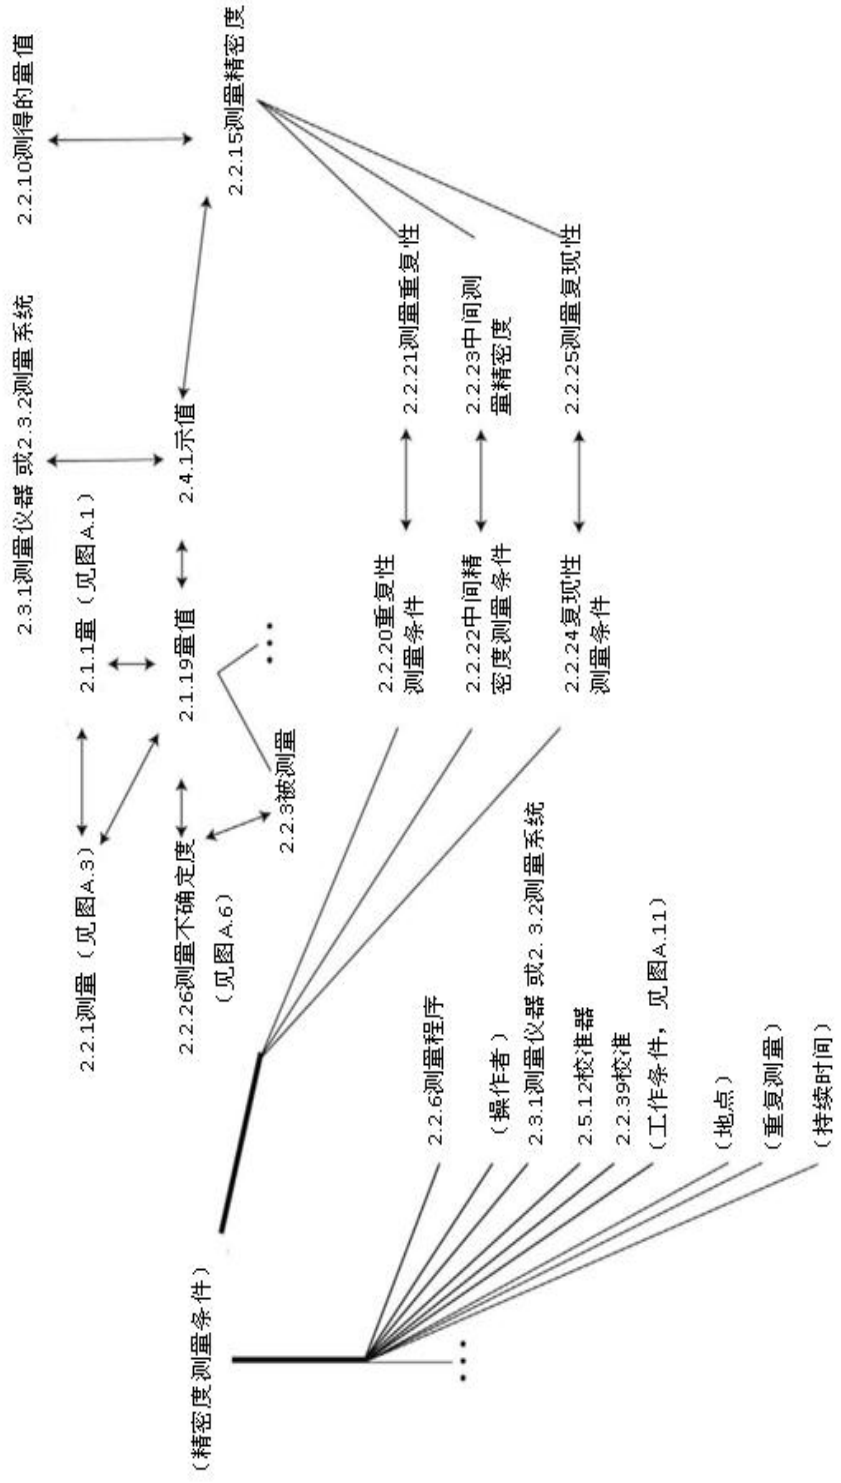 2.2.1测量（见图A.3）
2.1.1量（见图A.1）
2.3.1测量仪器 或2.3.2测量系统
2.2.10测得的量值
2.2.26测量不确定度
（见图A.6）
2.1.19量值
2.4.1示值
2.2.15测量精密度
2.2.3被测量
（精密度测量条件）
2.2.20重复性
测量条件
2.2.21测量重复性
2.2.22中间精
密度测量条件
2.2.23中间测
量精密度
2.2.24复现性
测量条件
2.2.25测量复现性
2.2.6测量程序
（操作者）
2.3.1测量仪器 或2. 3.2测量系统
2.5.12校准器
2.2.39校准
（工作条件，见图A.11）
（地点）
（重复测量）
（持续时间）